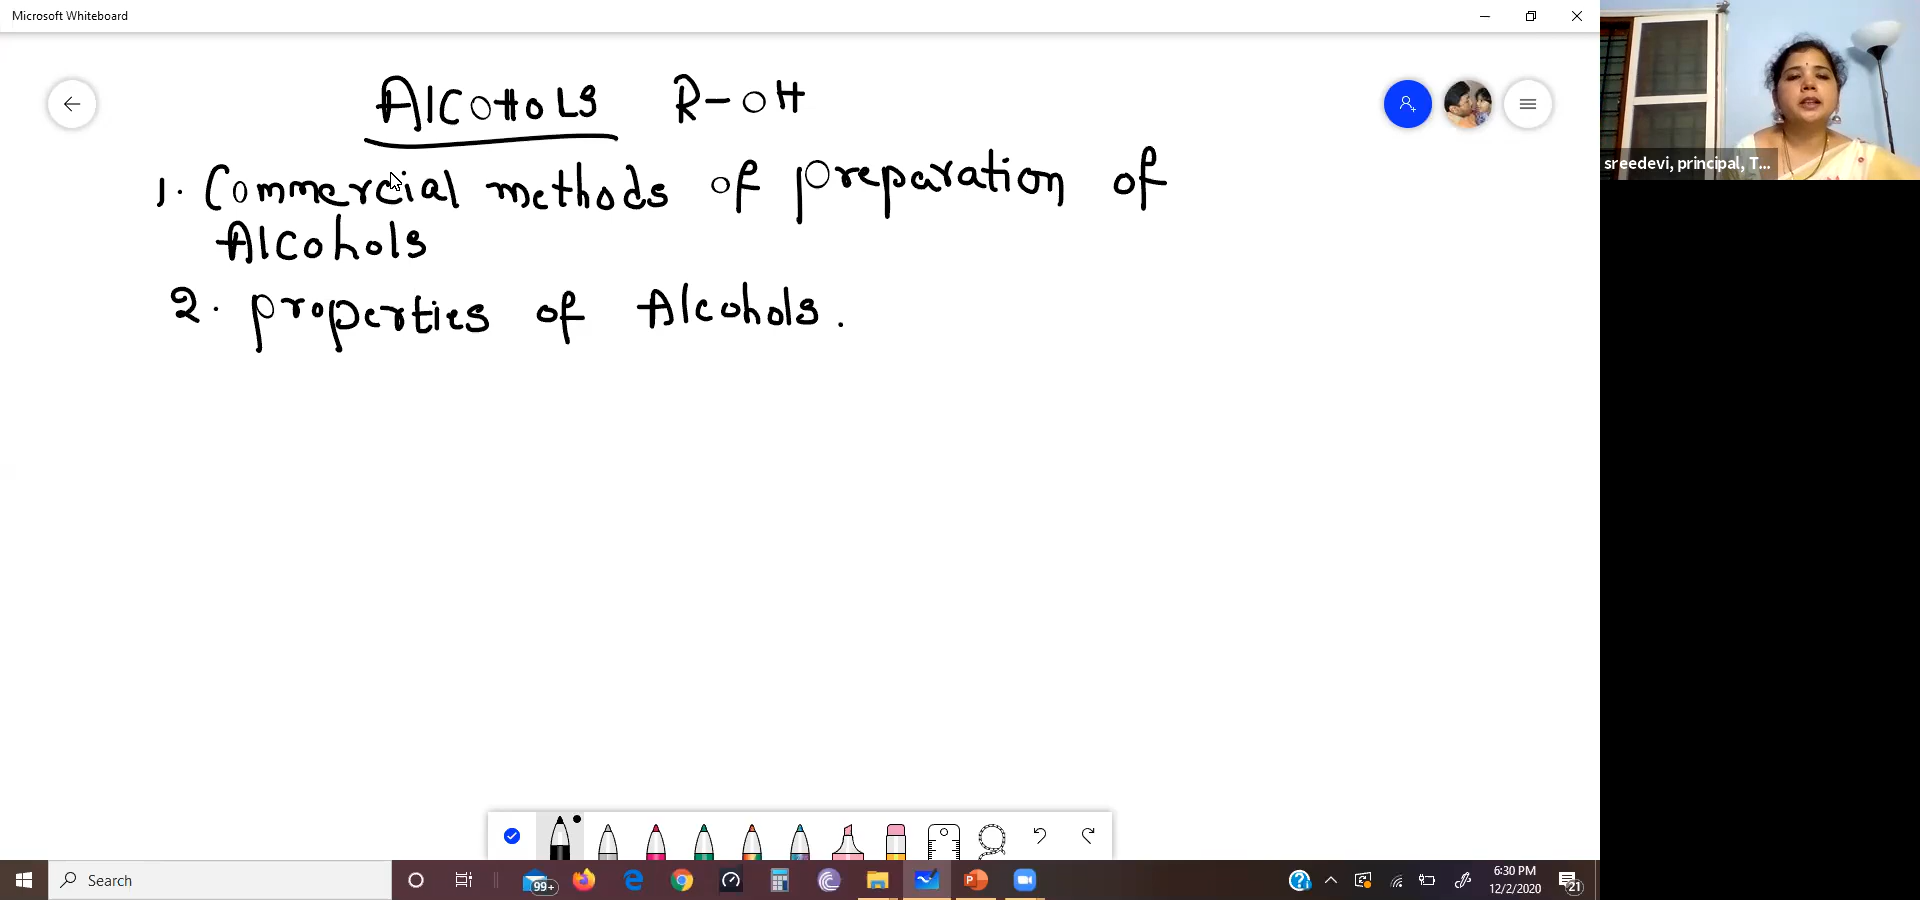 Microsoft Whiteboard
AlCOHOLS R-OH
1. Commercial methods of preparation of
Alcohols
2. properties of Alcohols.
sreedevi, principal, T...
Search
99+
6:30 PM
12/2/2020
21